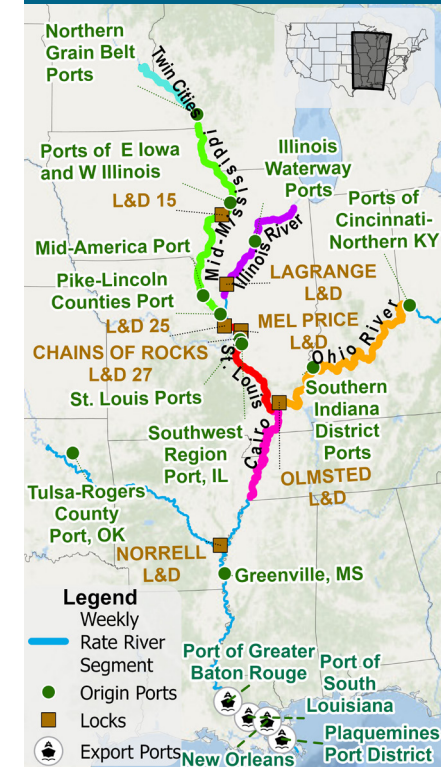 Northern
Grain Belt
Ports
Twin Cities
Ports of E Iowa
and W Illinois
Illinois
Waterway
Ports
L&D 15
Mid-Mississippi
Ports of
Cincinnati-
Northern KY
Illinois River
Mid-America Port
LAGRANGE
L&D
Pike-Lincoln
Counties Port
L&D 25
MEL PRICE
L&D
Ohio River
CHAINS OF ROCKS
L&D 27
St. Louis
St. Louis Ports
Southern
Indiana
District
Ports
Southwest
Region
Port, IL
Cairo
OLMSTED
L&D
Tulsa-Rogers
County
Port, OK
NORRELL
L&D
Greenville, MS
Legend
Weekly
Rate River
Segment
Origin Ports
Locks
Export Ports
Port of Greater
Baton Rouge
Port of
South
Louisiana
Plaquemines
Port District
New Orleans